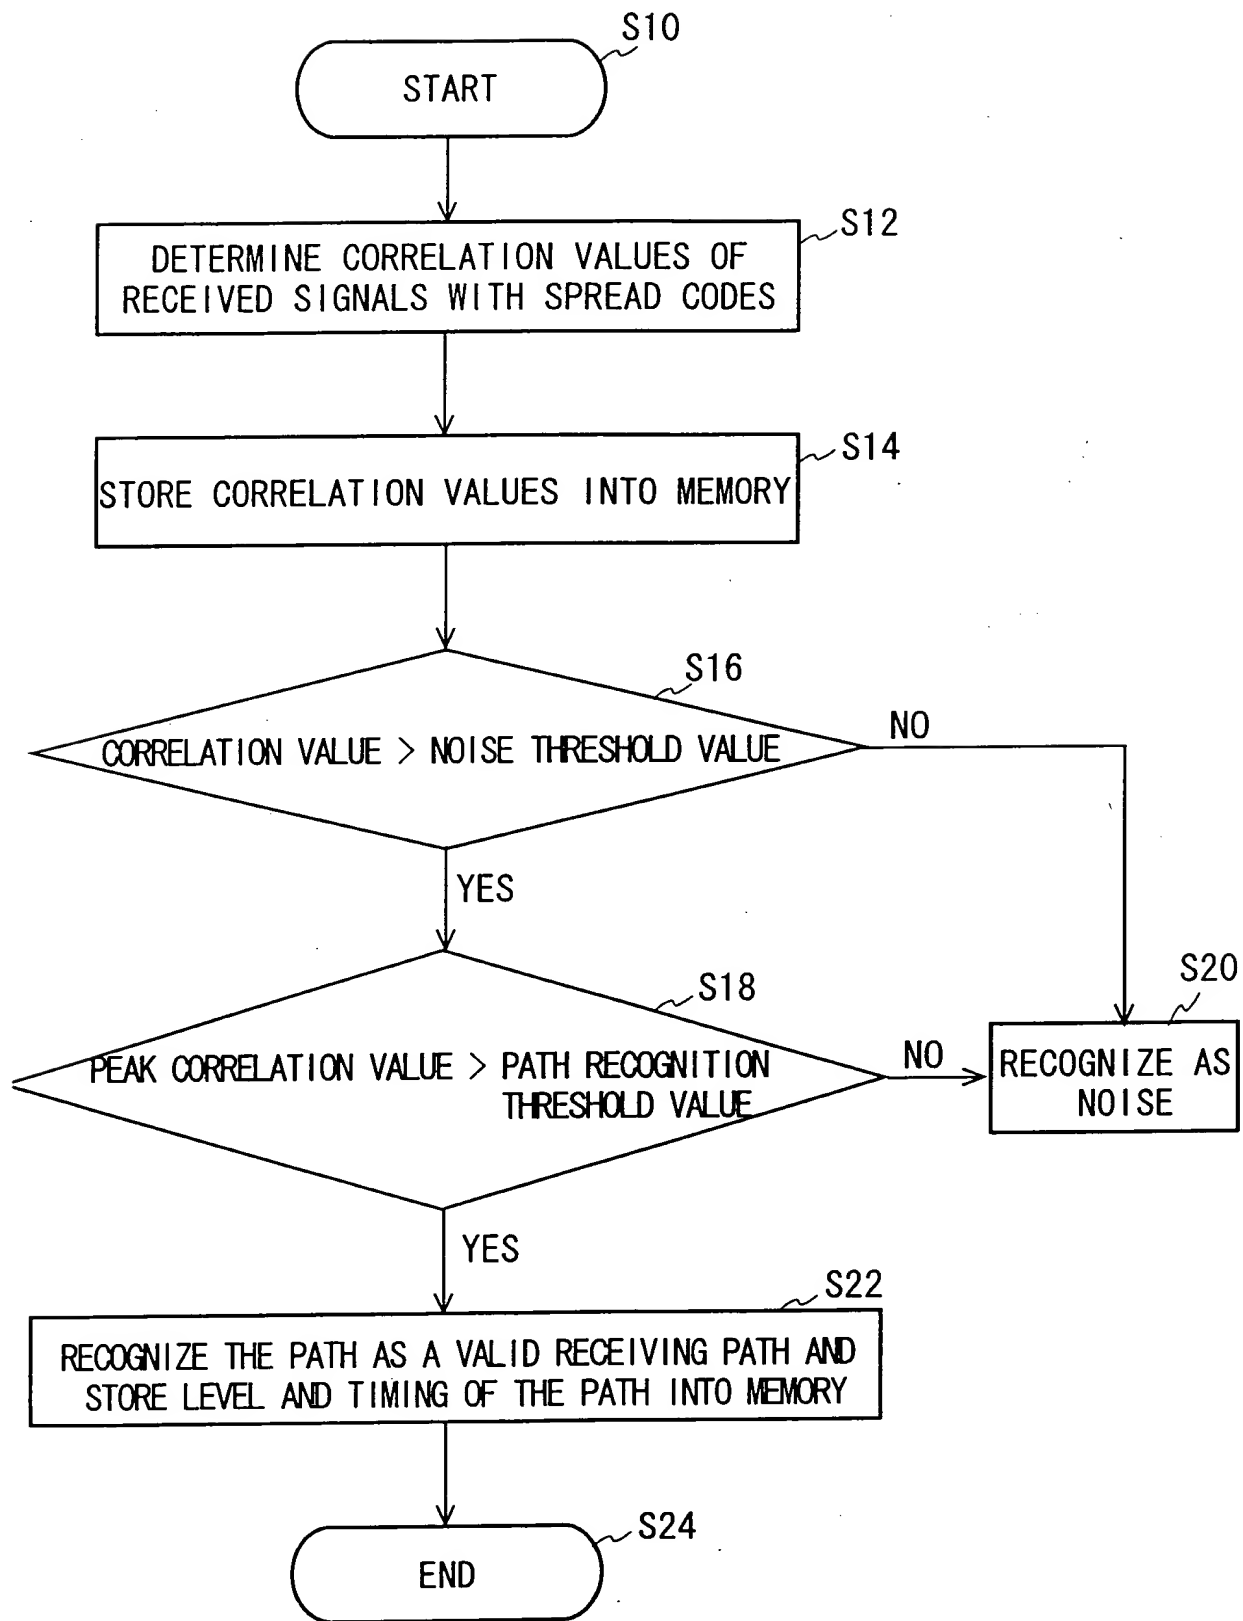 S10
START
S12
DETERMINE CORRELATION VALUES OF
RECEIVED SIGNALS WITH SPREAD CODES
S14
STORE CORRELATION VALUES INTO MEMORY
S16
CORRELATION VALUE > NOISE THRESHOLD VALUE
NO
YES
S18
PEAK CORRELATION VALUE > PATH RECOGNITION
THRESHOLD VALUE
NO
S20
RECOGNIZE AS
NOISE
YES
S22
RECOGNIZE THE PATH AS A VALID RECEIVING PATH AND
STORE LEVEL AND TIMING OF THE PATH INTO MEMORY
S24
END